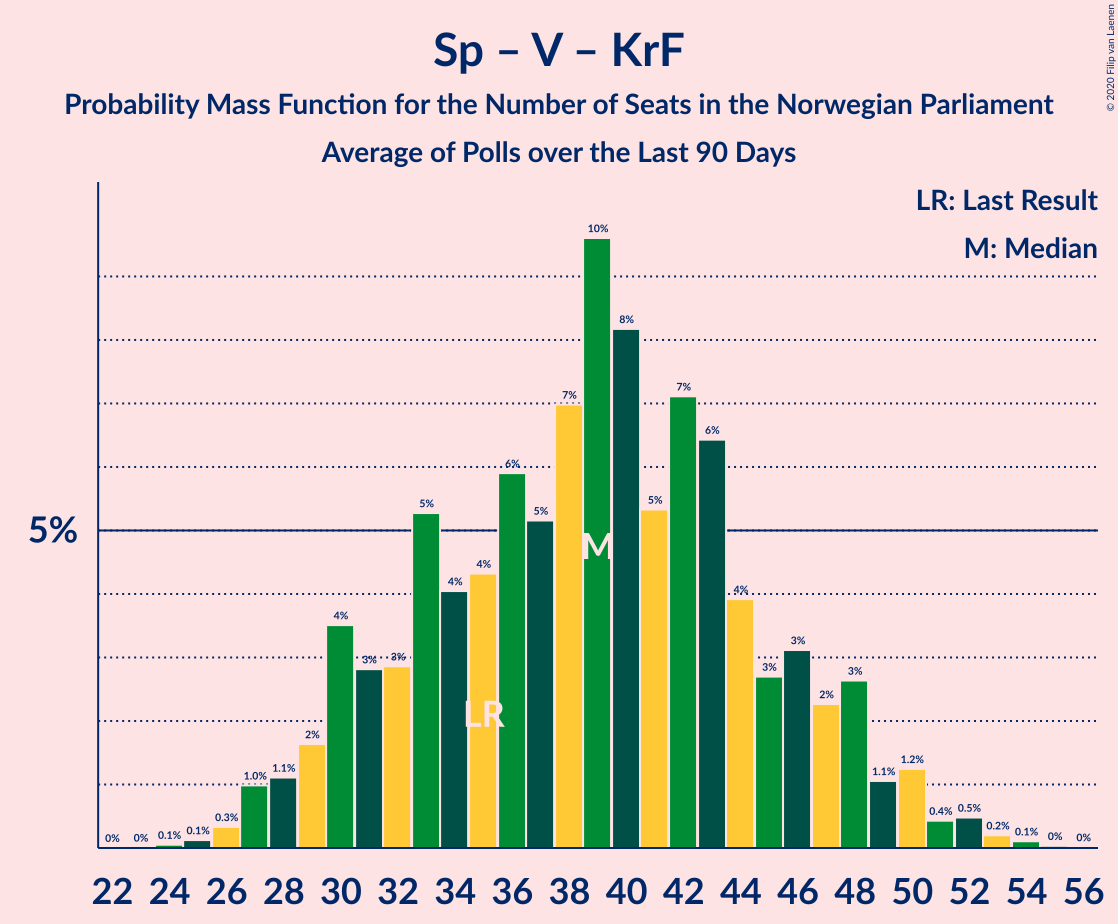 © 2020 Filip van Laenen
Sp – V – KrF
Probability Mass Function for the Number of Seats in the Norwegian Parliament
Average of Polls over the Last 90 Days
LR: Last Result
M: Median
5%
0% 0% 0.1% 0.1% 0.3% 1.0% 1.1% 2% 4% 3% 3% 5% 4% 4% 6% 5% 7% 10% 8% 5% 7% 6% 4% 3% 3% 2% 3% 1.1% 1.2% 0.4% 0.5% 0.2% 0.1% 0% 0%
M
LR
22 24 26 28 30 32 34 36 38 40 42 44 46 48 50 52 54 56